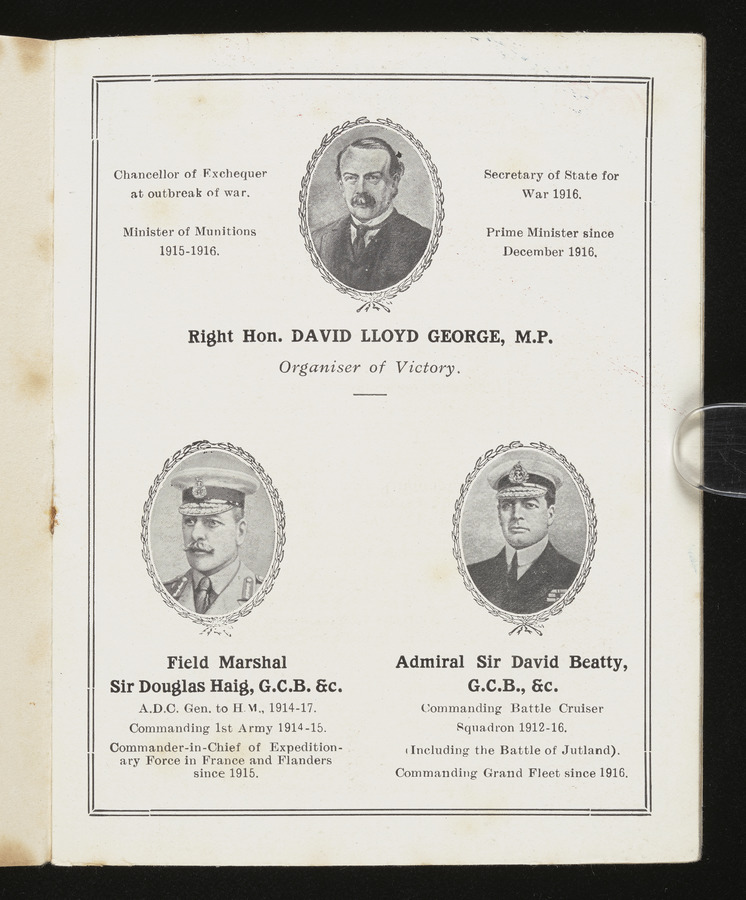 Chancellor of Exchequer
at outbreak of war.
Minister of Munitions
1915-1916.
Secretary of State for
War 1916.
Prime Minister since
December 1916.
Right Hon. DAVID LLOYD GEORGE, M.P.
Organiser of Victory.
Field Marshal
Sir Douglas Haig, G.C.B. &c.
A.D.C. Gen. to H.M., 1914-17.
Commanding 1st Army 1914-15.
Commander-in-Chief of Expedition-
ary Force in France and Flanders
since 1915.
Admiral Sir David Beatty,
G.C.B., &c.
Commanding Battle Cruiser
Squadron 1912-16.
(Including the Battle of Jutland).
Commanding Grand Fleet since 1916.